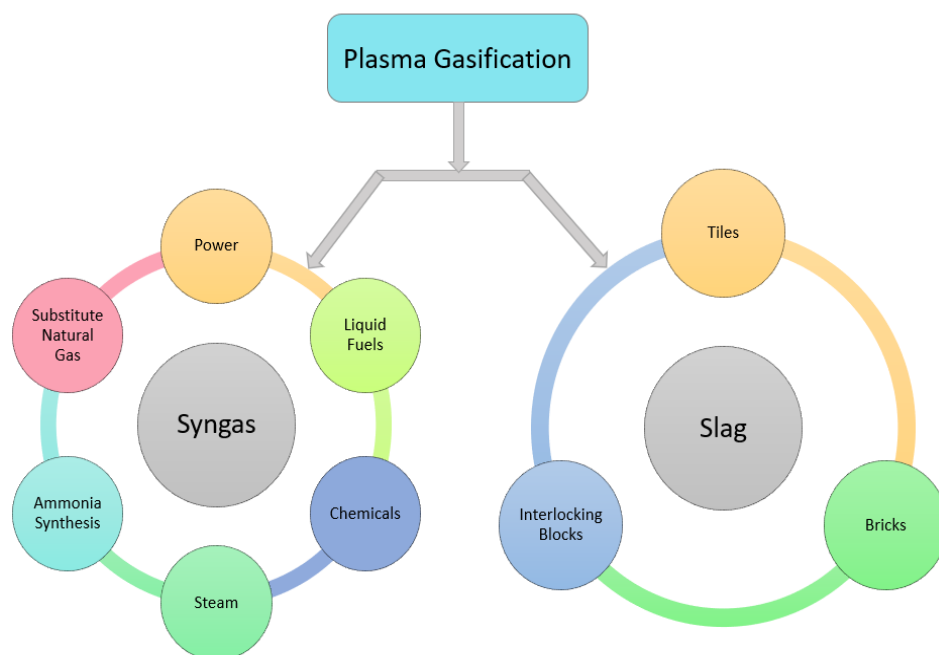 Plasma Gasification
Power
Substitute
Natural
Gas
Liquid
Fuels
Syngas
Ammonia
Synthesis
Chemicals
Steam
Tiles
Slag
Interlocking
Blocks
Bricks